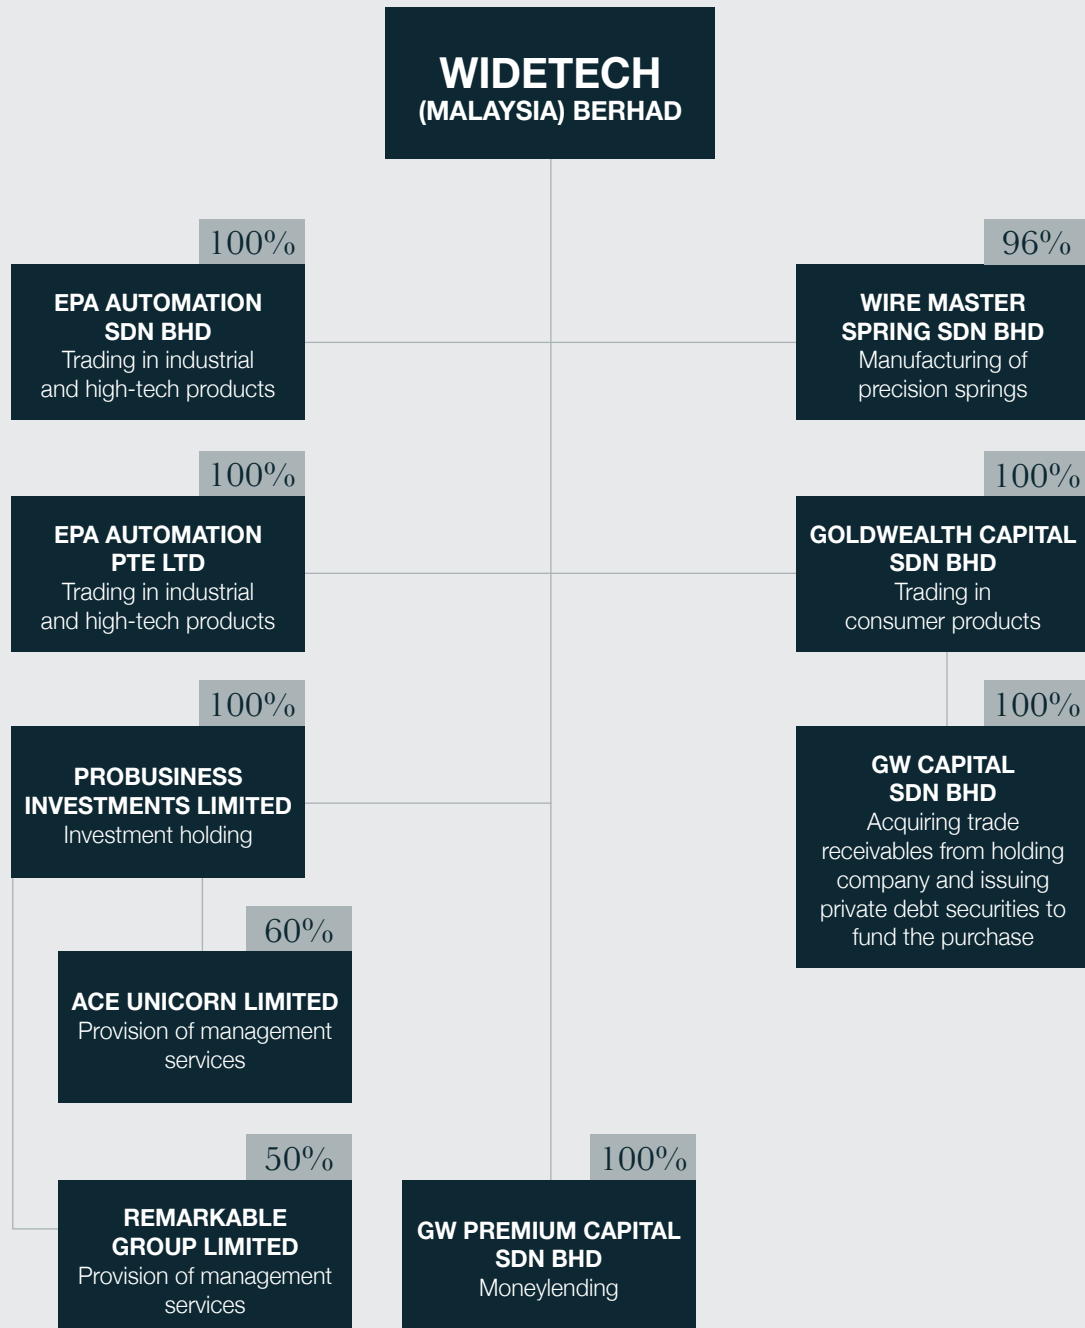 WIDETECH
(MALAYSIA) BERHAD
100%
EPA AUTOMATION
SDN BHD
Trading in industrial
and high-tech products
96%
WIRE MASTER
SPRING SDN BHD
Manufacturing of
precision springs
100%
EPA AUTOMATION
PTE LTD
Trading in industrial
and high-tech products
100%
GOLDWEALTH CAPITAL
SDN BHD
Trading in
consumer products
100%
PROBUSINESS
INVESTMENTS LIMITED
Investment holding
100%
GW CAPITAL
SDN BHD
Acquiring trade
receivables from holding
company and issuing
private debt securities to
fund the purchase
60%
ACE UNICORN LIMITED
Provision of management
services
50%
REMARKABLE
GROUP LIMITED
Provision of management
services
100%
GW PREMIUM CAPITAL
SDN BHD
Moneylending